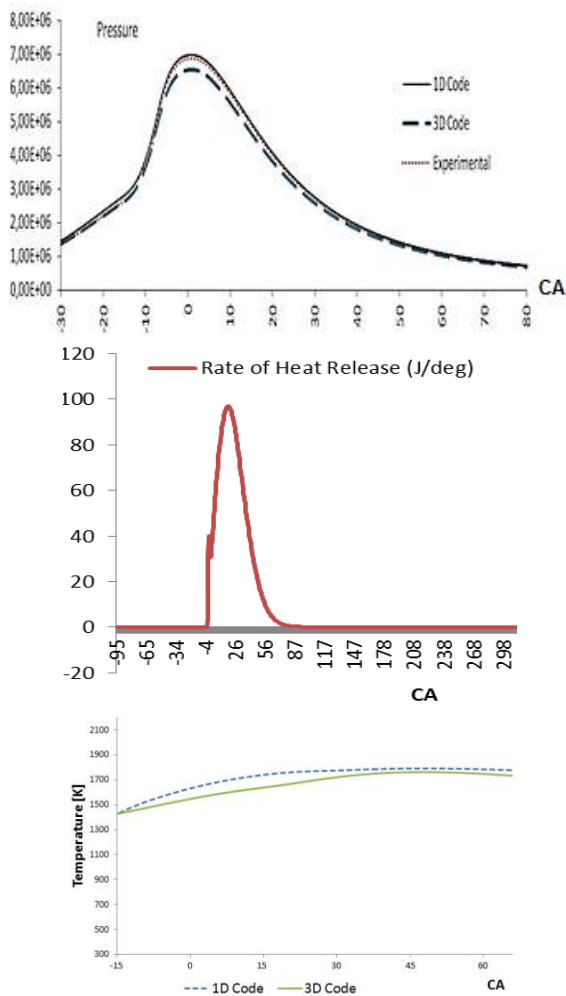 8,00E+06
Pressure
7,00E+06
6,00E+06
5,00E+06
4,00E+06
3,00E+06
2,00E+06
1,00E+06
0,00E+00
1D Code
3D Code
Experimental
-30 -20 -10 0 10 20 30 40 50 60 70 80
CA
120
Rate of Heat Release (J/deg)
100
80
60
40
20
0
-20
-95 -65 -34 -4 26 56 87 117 147 178 208 238 268 298
CA
Temperature [K]
2100
1900
1700
1500
1300
1100
900
700
500
300
-15 0 15 30 45 60
CA
1D Code 3D Code